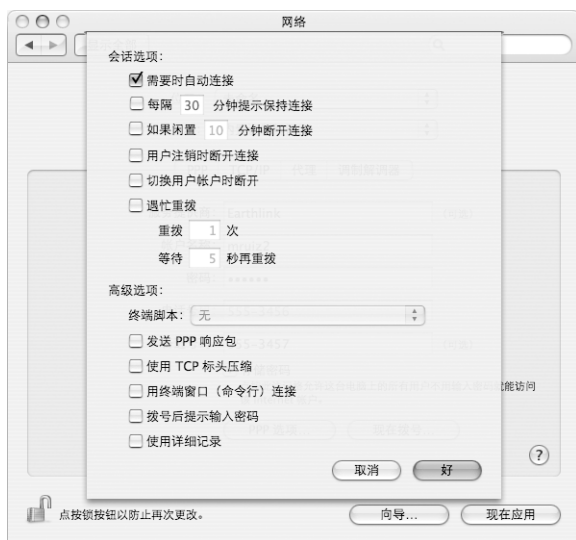 网络
会话选项：
需要时自动连接
每隔 30 分钟提示保持连接
如果闲置 10 分钟断开连接
用户注销时断开连接
切换用户帐户时断开
遇忙重拨
重拨 1 次
等待 5 秒再重拨
高级选项：
终端脚本： 无
发送 PPP 响应包
使用 TCP 标头压缩
用终端窗口（命令行）连接
拨号后提示输入密码
使用详细记录
能访问
取消 好
?
点按锁按钮以防止再次更改。
向导... 现在应用